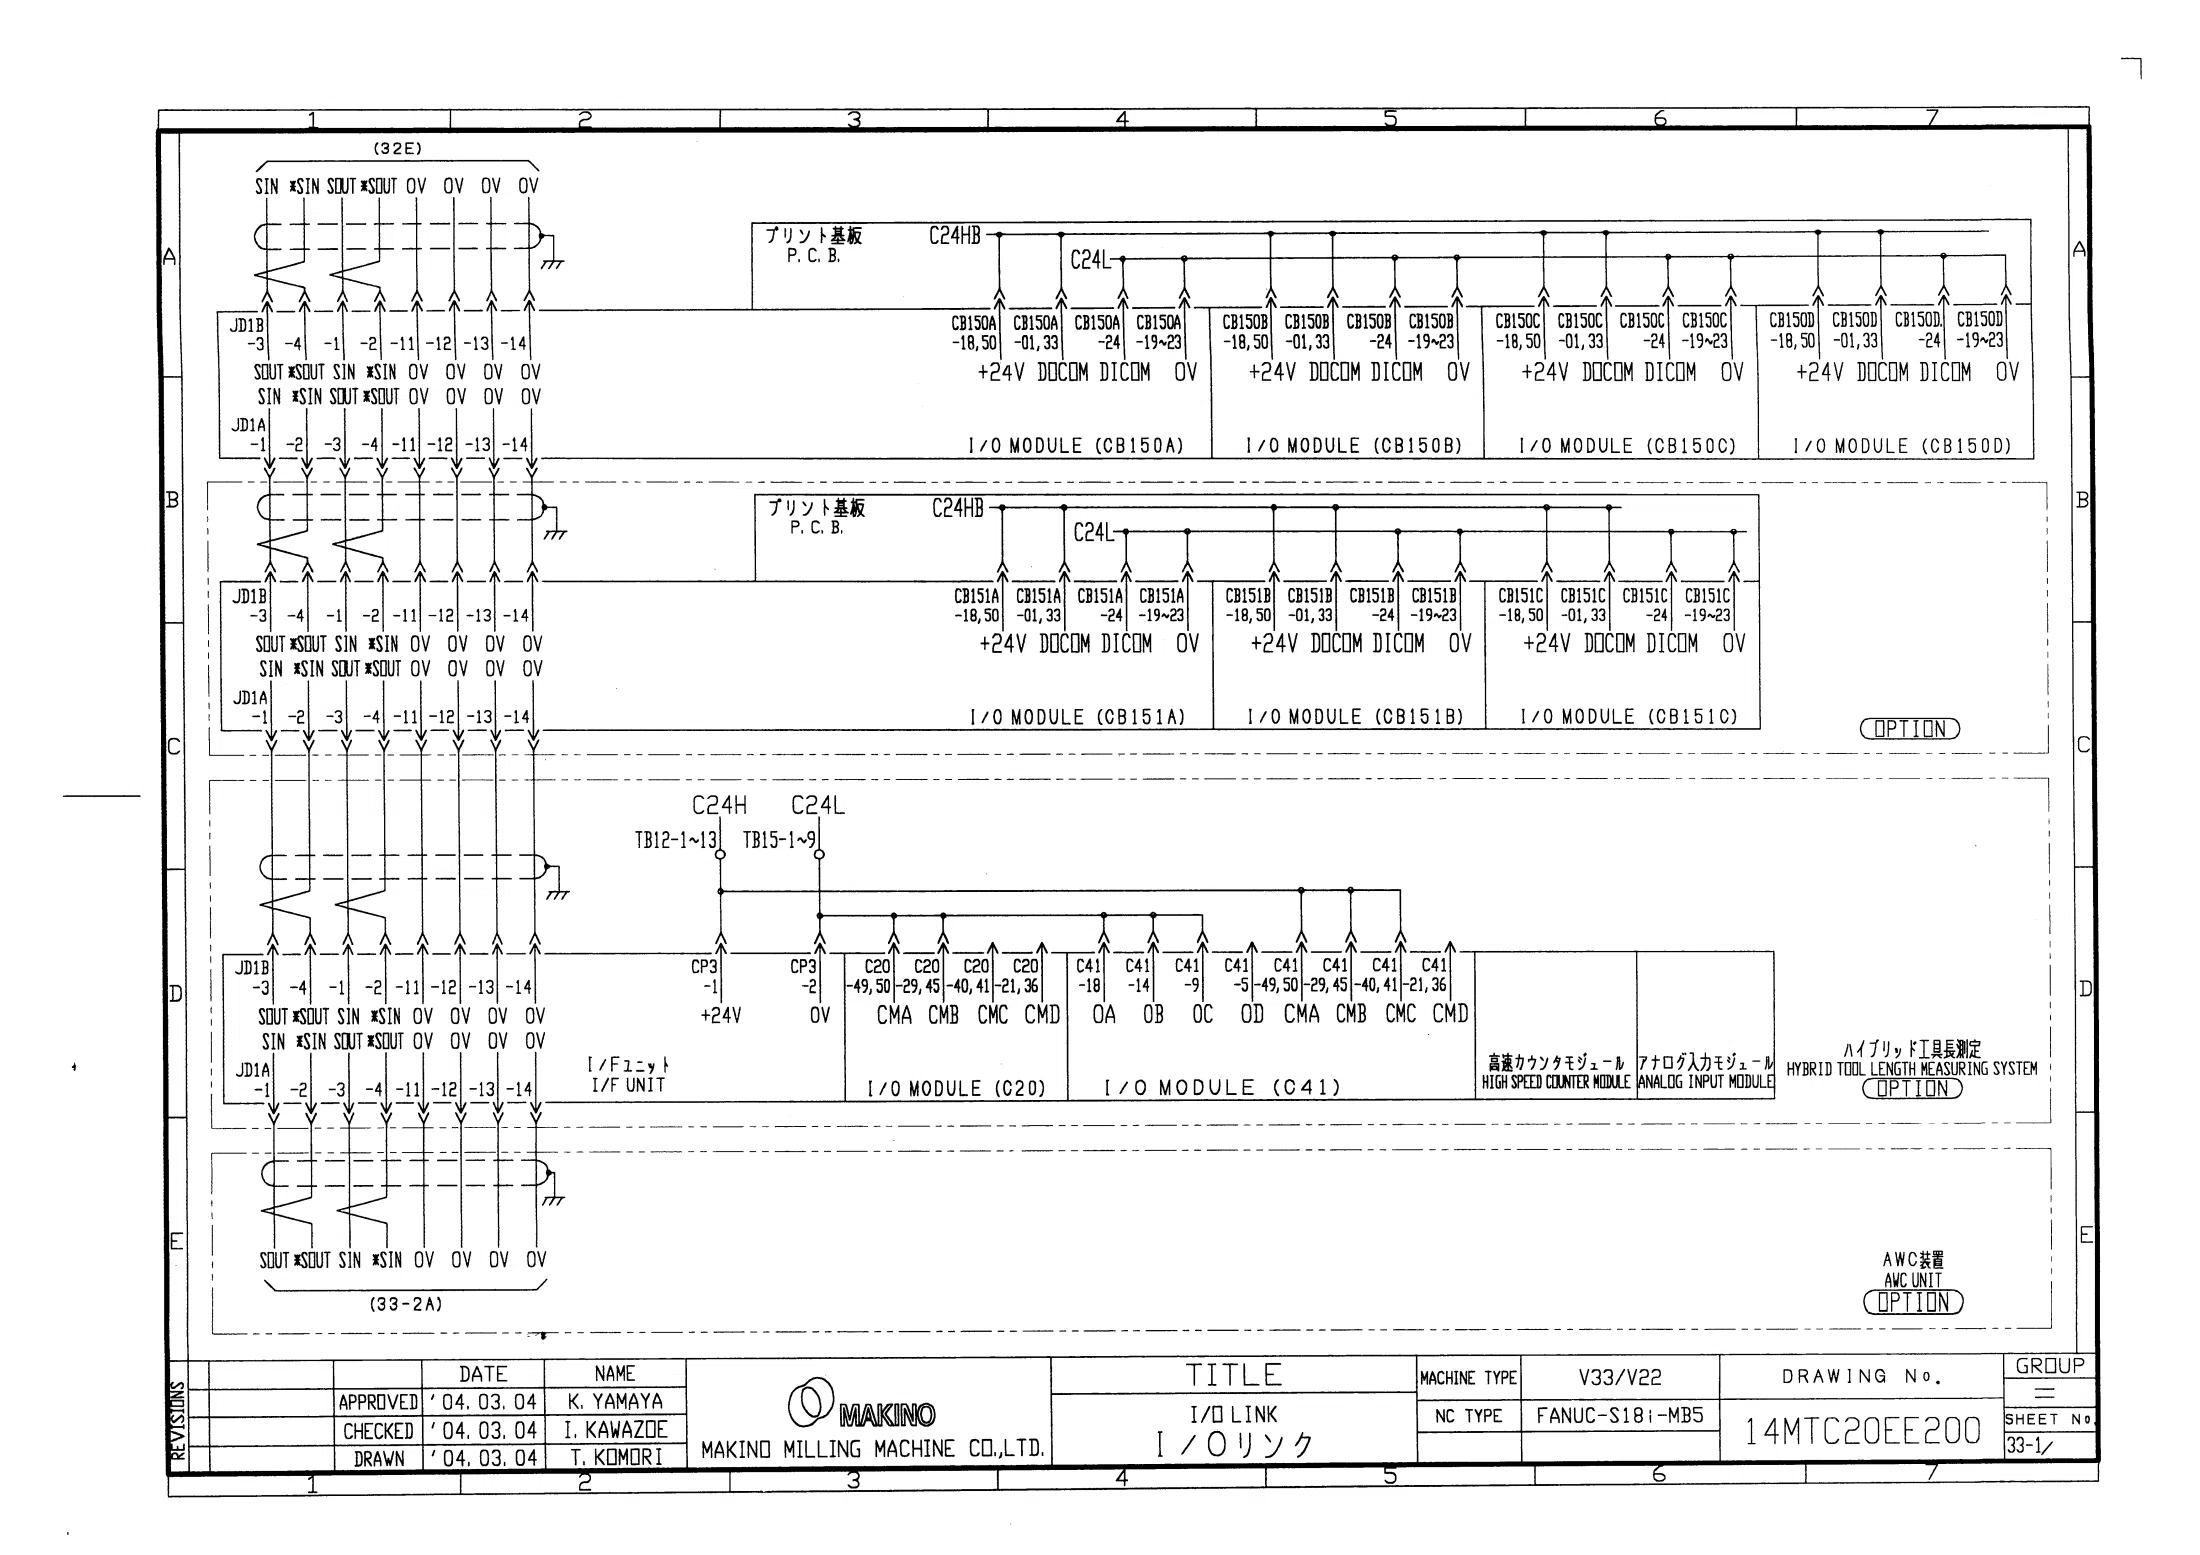 1 2 3 4 5 6 7
(32E)
SIN *SIN SOUT *SOUT 0V 0V 0V 0V
A A
プリント基板
P. C. B.
C24HB
C24L
JD1B
-3 -4 -1 -2 -11 -12 -13 -14
SOUT *SOUT SIN *SIN 0V 0V 0V 0V
SIN *SIN SOUT *SOUT 0V 0V 0V 0V
JD1A
-1 -2 -3 -4 -11 -12 -13 -14
CB150A CB150A CB150A CB150A CB150B CB150B CB150B CB150B CB150C CB150C CB150C CB150C CB150D CB150D CB150D CB150D
-18,50 -01,33 -24 -19~23 -18,50 -01,33 -24 -19~23 -18,50 -01,33 -24 -19~23 -18,50 -01,33 -24 -19~23
+24V DOCOM DICOM 0V +24V DOCOM DICOM 0V +24V DOCOM DICOM 0V +24V DOCOM DICOM 0V
I/O MODULE (CB150A) I/O MODULE (CB150B) I/O MODULE (CB150C) I/O MODULE (CB150D)
B B
プリント基板
P. C. B.
C24HB
C24L
JD1B
-3 -4 -1 -2 -11 -12 -13 -14
SOUT *SOUT SIN *SIN 0V 0V 0V 0V
SIN *SIN SOUT *SOUT 0V 0V 0V 0V
JD1A
-1 -2 -3 -4 -11 -12 -13 -14
CB151A CB151A CB151A CB151A CB151B CB151B CB151B CB151B CB151C CB151C CB151C CB151C
-18,50 -01,33 -24 -19~23 -18,50 -01,33 -24 -19~23 -18,50 -01,33 -24 -19~23
+24V DOCOM DICOM 0V +24V DOCOM DICOM 0V +24V DOCOM DICOM 0V
I/O MODULE (CB151A) I/O MODULE (CB151B) I/O MODULE (CB151C)
OPTION
C C
C24H C24L
TB12-1~13 TB15-1~9
D D
JD1B
-3 -4 -1 -2 -11 -12 -13 -14
SOUT *SOUT SIN *SIN 0V 0V 0V 0V
SIN *SIN SOUT *SOUT 0V 0V 0V 0V
JD1A
-1 -2 -3 -4 -11 -12 -13 -14
I/Fユニット
I/F UNIT
CP3 CP3 C20 C20 C20 C20 C41 C41 C41 C41 C41 C41 C41 C41
-1 -2 -49,50 -29,45 -40,41 -21,36 -18 -14 -9 -5 -49,50 -29,45 -40,41 -21,36
+24V 0V CMA CMB CMC CMD 0A 0B 0C 0D CMA CMB CMC CMD
I/O MODULE (C20) I/O MODULE (C41)
高速カウンタモジュール
HIGH SPEED COUNTER MODULE
アナログ入力モジュール
ANALOG INPUT MODULE
ハイブリッド工具長測定
HYBRID TOOL LENGTH MEASURING SYSTEM
OPTION
E E
SOUT *SOUT SIN *SIN 0V 0V 0V 0V
(33-2A)
AWC装置
AWC UNIT
OPTION
REVISIONS
DATE NAME
APPROVED '04. 03. 04 K. YAMAYA
CHECKED '04. 03. 04 I. KAWAZOE
DRAWN '04. 03. 04 T. KOMORI
MAKINO
MAKINO MILLING MACHINE CO.,LTD.
TITLE
I/O LINK
I/Oリンク
MACHINE TYPE V33/V22
NC TYPE FANUC-S18i-MB5
DRAWING No.
14MTC20EE200
GROUP
=
SHEET No.
33-1/
1 2 3 4 5 6 7